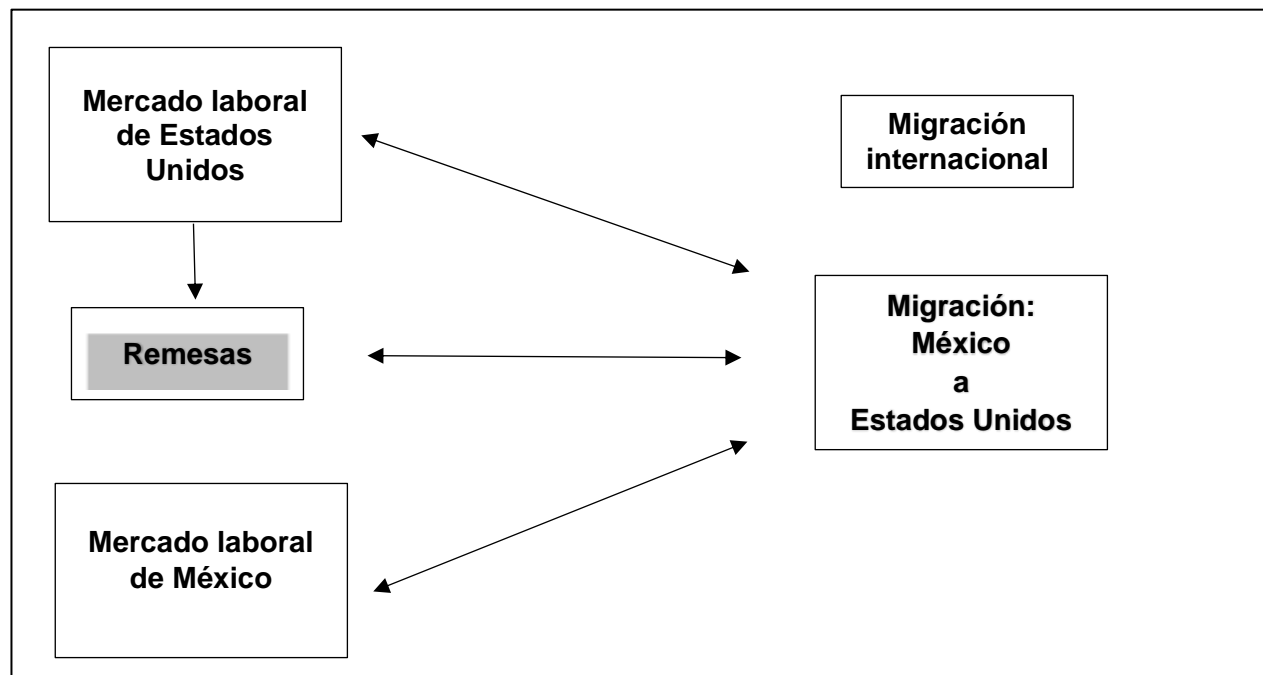 Mercado laboral
de Estados
Unidos
Migración
internacional
Remesas
Migración:
México
a
Estados Unidos
Mercado laboral
de México